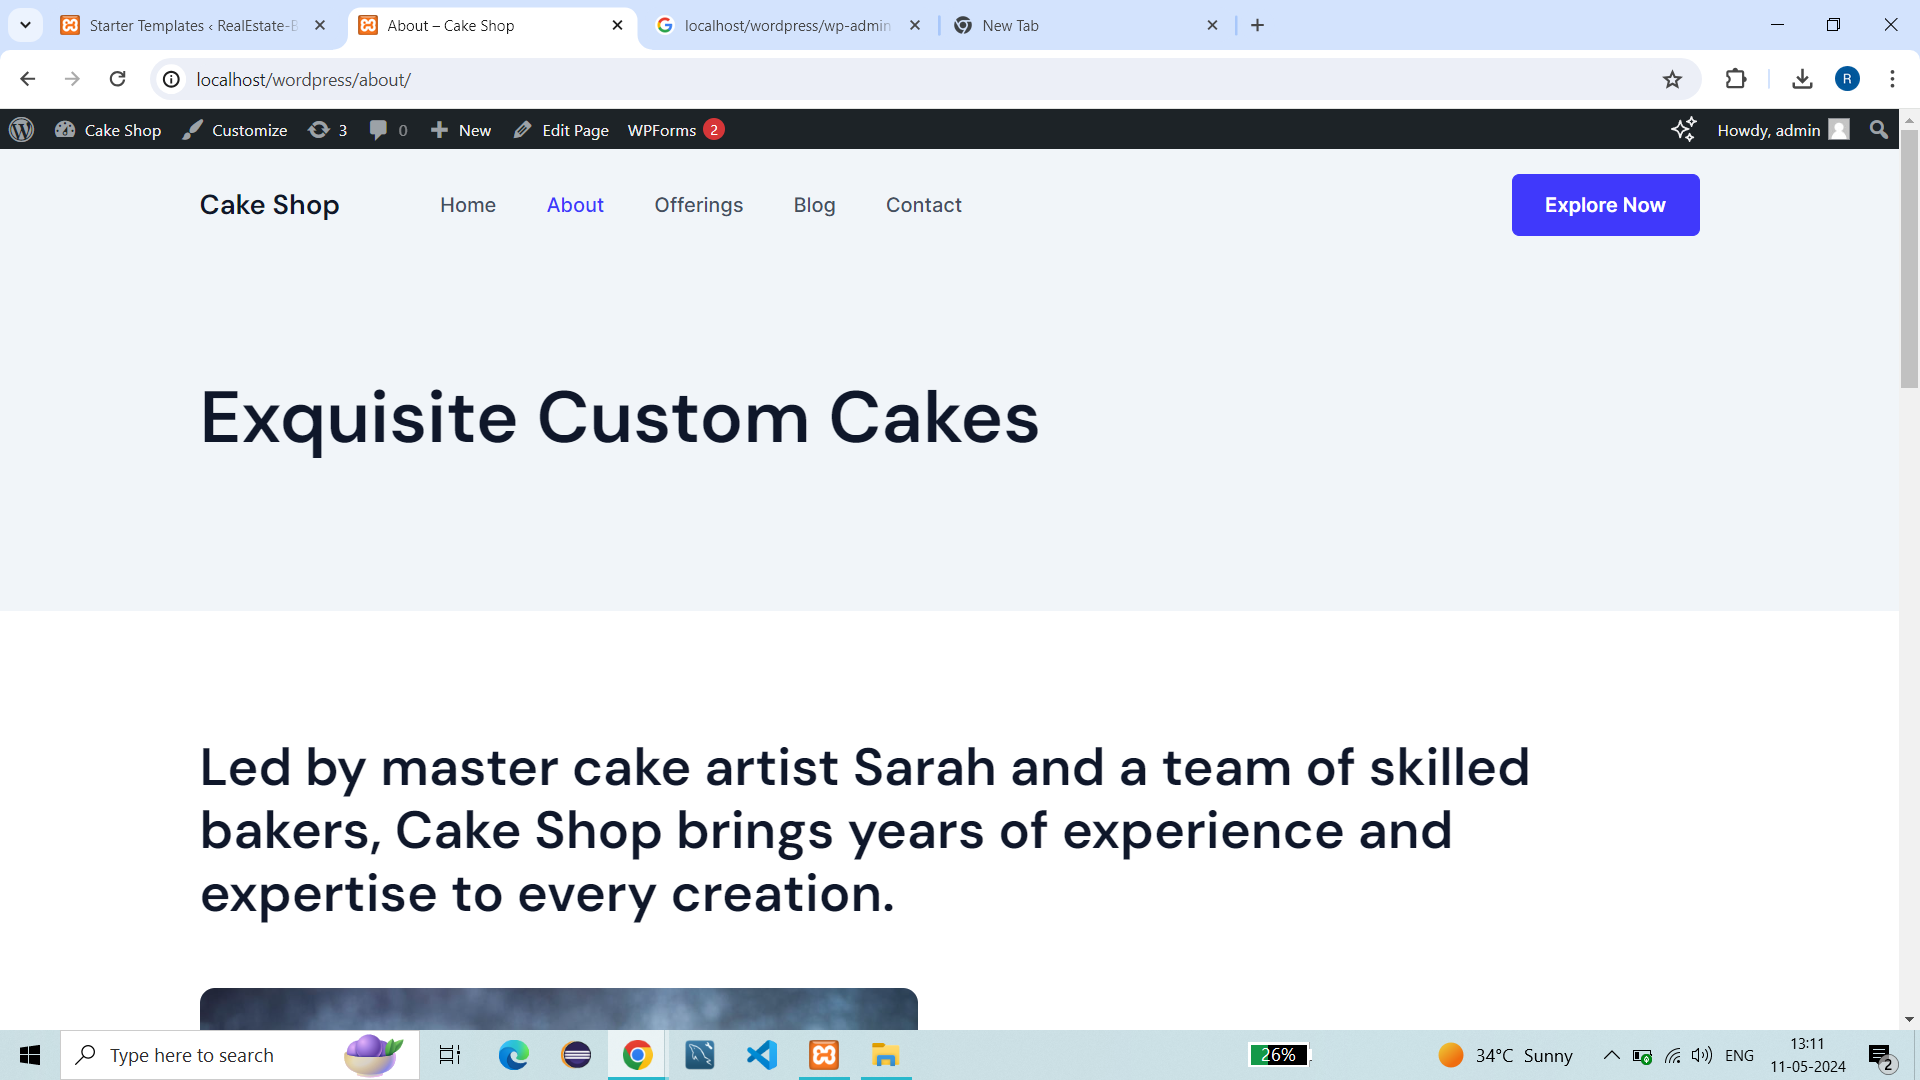 Starter Templates ‹ RealEstate-B
About – Cake Shop
localhost/wordpress/wp-admin
New Tab
localhost/wordpress/about/
R
Cake Shop
Customize
3
0
New
Edit Page
WPForms 2
Howdy, admin
Cake Shop
Home
About
Offerings
Blog
Contact
Explore Now
Exquisite Custom Cakes
Led by master cake artist Sarah and a team of skilled
bakers, Cake Shop brings years of experience and
expertise to every creation.
Type here to search
26%
34°C Sunny
ENG
13:11
11-05-2024
2